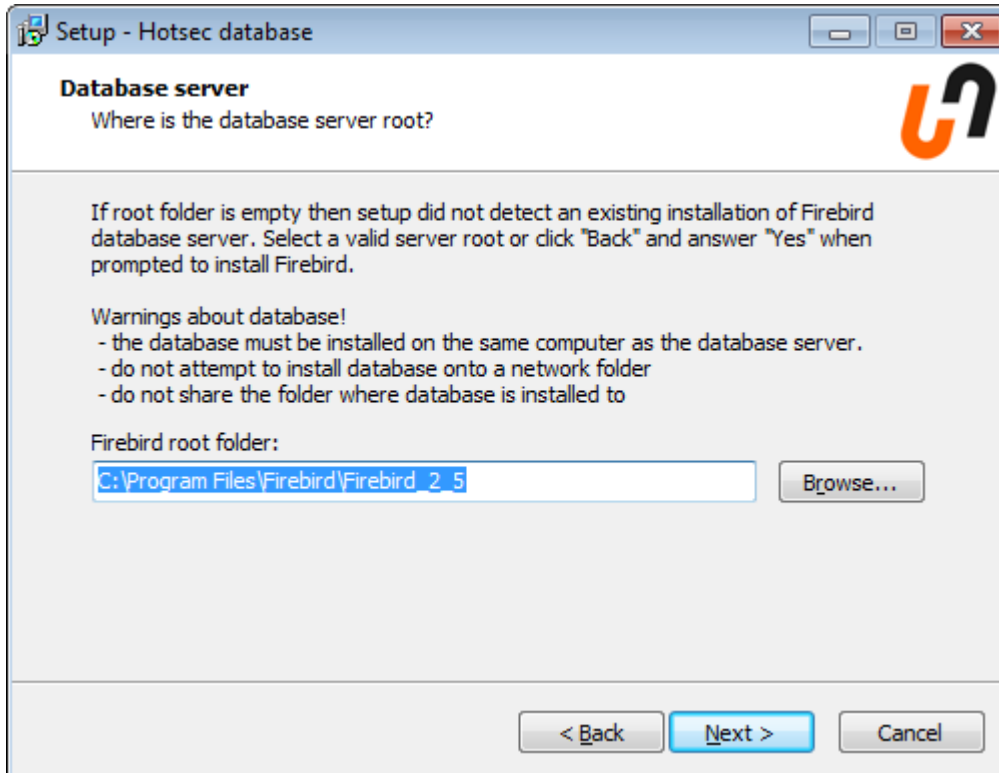 Setup - Hotsec database
Database server
Where is the database server root?
If root folder is empty then setup did not detect an existing installation of Firebird
database server. Select a valid server root or click "Back" and answer "Yes" when
prompted to install Firebird.
Warnings about database!
- the database must be installed on the same computer as the database server.
- do not attempt to install database onto a network folder
- do not share the folder where database is installed to
Firebird root folder:
C:\Program Files\Firebird\Firebird_2_5
Browse...
< Back
Next >
Cancel